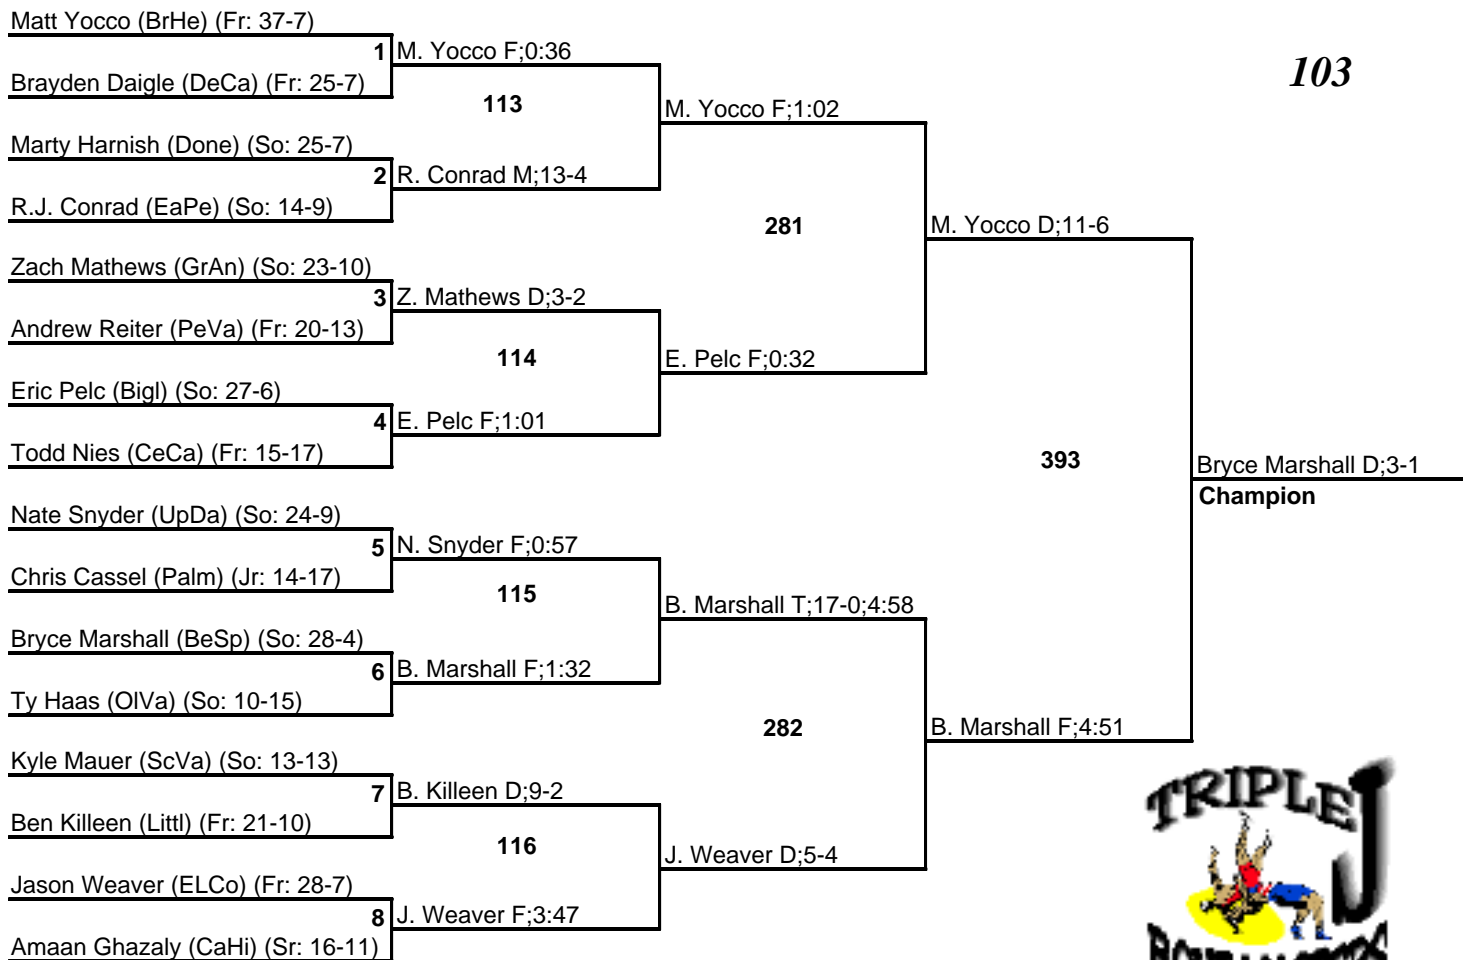 Matt Yocco (BrHe) (Fr: 37-7)
1 M. Yocco F;0:36
103
Brayden Daigle (DeCa) (Fr: 25-7)
113
M. Yocco F;1:02
Marty Harnish (Done) (So: 25-7)
2 R. Conrad M;13-4
R.J. Conrad (EaPe) (So: 14-9)
281
M. Yocco D;11-6
Zach Mathews (GrAn) (So: 23-10)
3 Z. Mathews D;3-2
Andrew Reiter (PeVa) (Fr: 20-13)
114
E. Pelc F;0:32
Eric Pelc (Bigl) (So: 27-6)
4 E. Pelc F;1:01
Todd Nies (CeCa) (Fr: 15-17)
393
Bryce Marshall D;3-1
Champion
Nate Snyder (UpDa) (So: 24-9)
5 N. Snyder F;0:57
Chris Cassel (Palm) (Jr: 14-17)
115
B. Marshall T;17-0;4:58
Bryce Marshall (BeSp) (So: 28-4)
6 B. Marshall F;1:32
Ty Haas (OlVa) (So: 10-15)
282
B. Marshall F;4:51
Kyle Mauer (ScVa) (So: 13-13)
7 B. Killeen D;9-2
Ben Killeen (Littl) (Fr: 21-10)
116
J. Weaver D;5-4
Jason Weaver (ELCo) (Fr: 28-7)
8 J. Weaver F;3:47
Amaan Ghazaly (CaHi) (Sr: 16-11)
TRIPLE J